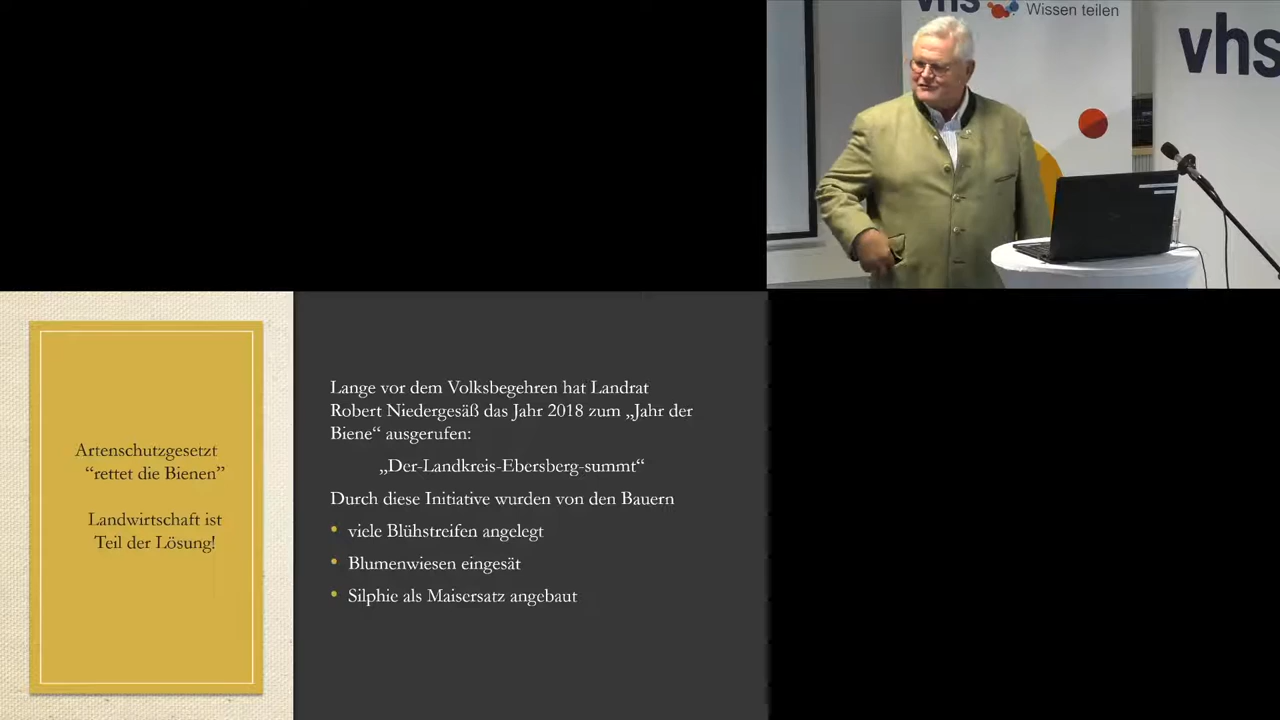 vhs
Wissen teilen
vhs
Artenschutzgesetzt
“rettet die Bienen”
Landwirtschaft ist
Teil der Lösung!
Lange vor dem Volksbegehren hat Landrat
Robert Niedergesäß das Jahr 2018 zum „Jahr der
Biene“ ausgerufen:
„Der-Landkreis-Ebersberg-summt“
Durch diese Initiative wurden von den Bauern
• viele Blühstreifen angelegt
• Blumenwiesen eingesät
• Silphie als Maisersatz angebaut